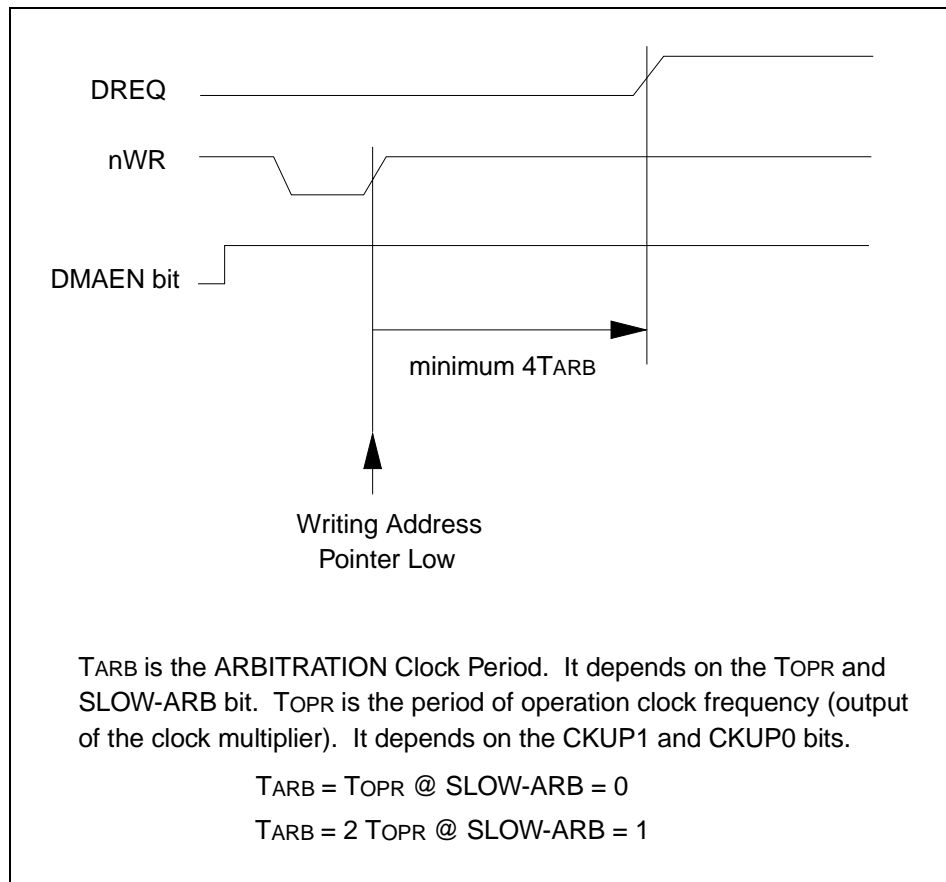 DREQ
nWR
DMAEN bit
minimum 4TARB
Writing Address
Pointer Low
TARB is the ARBITRATION Clock Period.  It depends on the TOPR and
SLOW-ARB bit.  TOPR is the period of operation clock frequency (output
of the clock multiplier).  It depends on the CKUP1 and CKUP0 bits.
TARB = TOPR @ SLOW-ARB = 0
TARB = 2 TOPR @ SLOW-ARB = 1